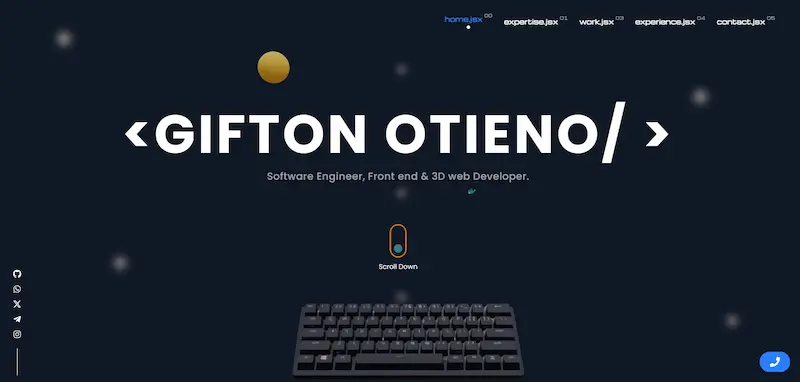 home.jsx 00 expertise.jsx 01 work.jsx 03 experience.jsx 04 contact.jsx 05
<GIFTON OTIENO/ >
Software Engineer, Front end & 3D web Developer.
Scroll Down